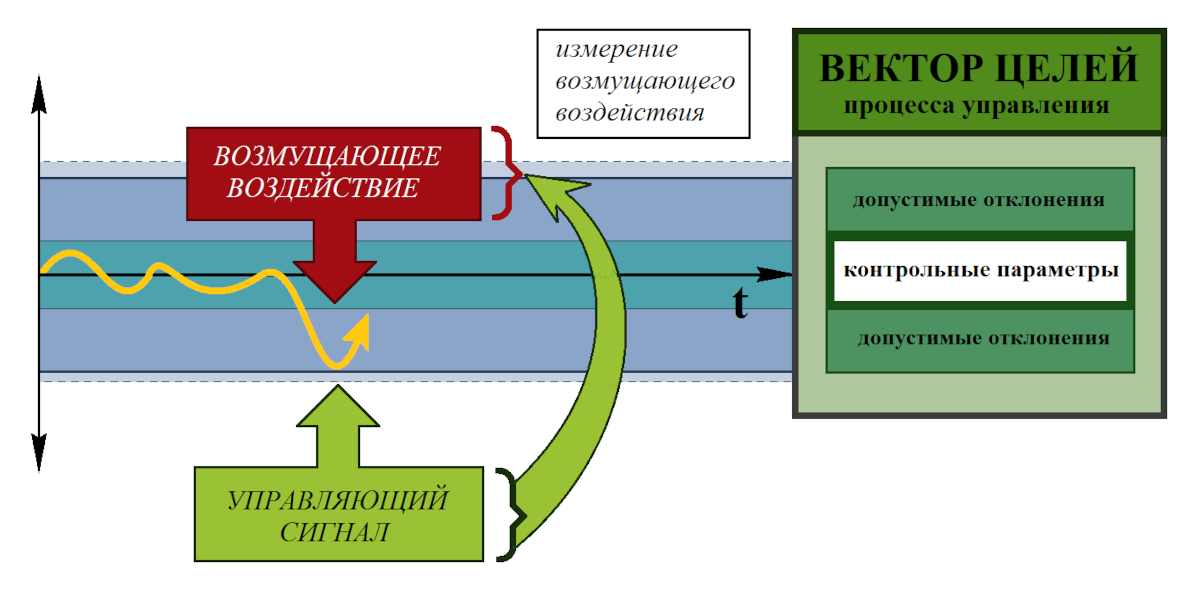 измерение
возмущающего
воздействия
ВОЗМУЩАЮЩЕЕ
ВОЗДЕЙСТВИЕ
t
УПРАВЛЯЮЩИЙ
СИГНАЛ
ВЕКТОР ЦЕЛЕЙ
процесса управления
допустимые отклонения
контрольные параметры
допустимые отклонения